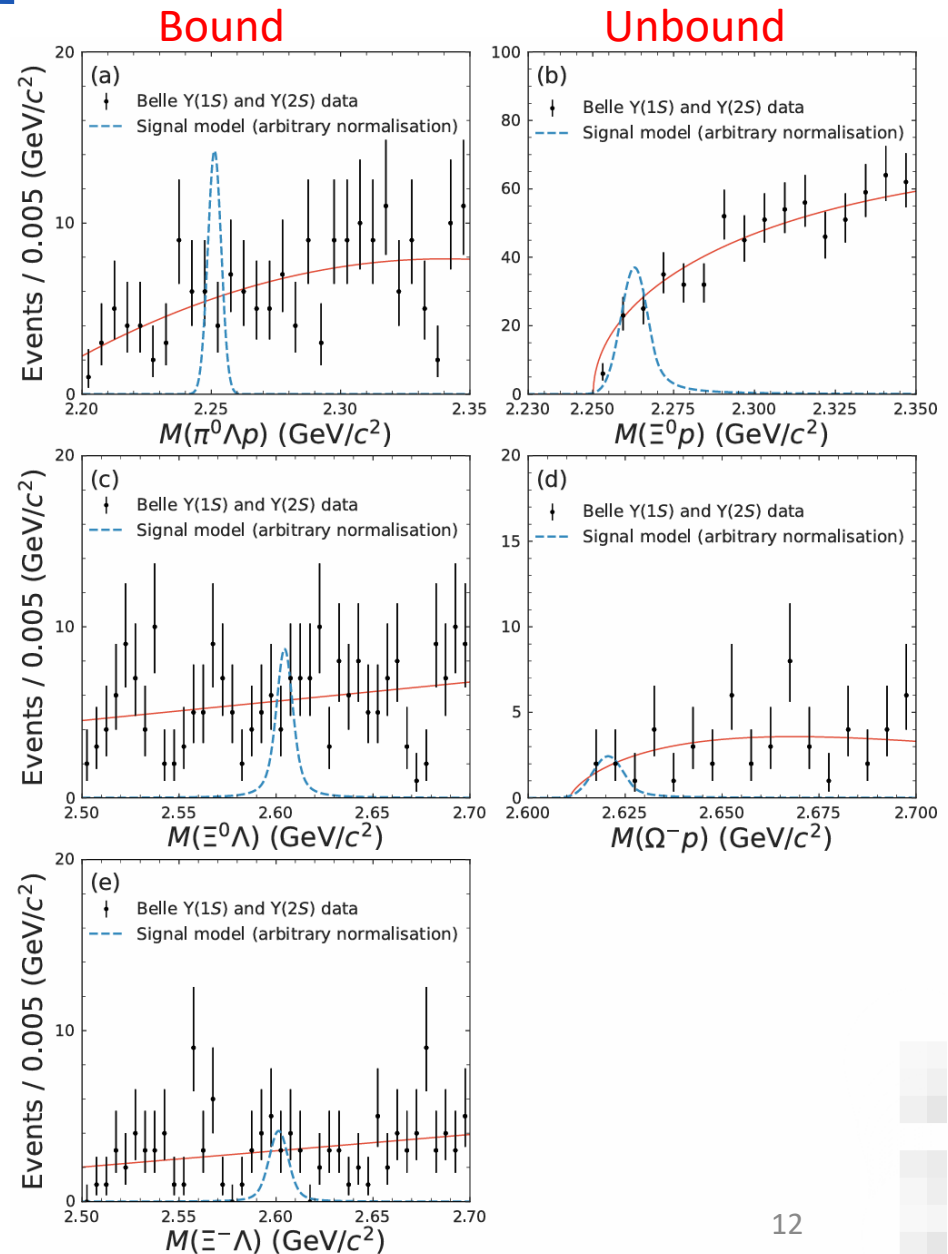 Bound
Unbound
(a)
Belle Υ(1S) and Υ(2S) data
Signal model (arbitrary normalisation)
Events / 0.005 (GeV/c²)
20
10
0
2.20
2.25
2.30
2.35
M(π⁰Λp) (GeV/c²)
(b)
Belle Υ(1S) and Υ(2S) data
Signal model (arbitrary normalisation)
100
80
60
40
20
0
2.230
2.250
2.275
2.300
2.325
2.350
M(Ξ⁰p) (GeV/c²)
(c)
Belle Υ(1S) and Υ(2S) data
Signal model (arbitrary normalisation)
Events / 0.005 (GeV/c²)
20
10
0
2.50
2.55
2.60
2.65
2.70
M(Ξ⁰Λ) (GeV/c²)
(d)
Belle Υ(1S) and Υ(2S) data
Signal model (arbitrary normalisation)
20
15
10
5
0
2.600
2.625
2.650
2.675
2.700
M(Ω⁻p) (GeV/c²)
(e)
Belle Υ(1S) and Υ(2S) data
Signal model (arbitrary normalisation)
Events / 0.005 (GeV/c²)
20
10
0
2.50
2.55
2.60
2.65
2.70
M(Ξ⁻Λ) (GeV/c²)
12